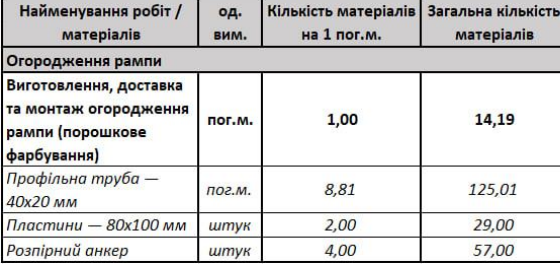 Найменування робіт / матеріалів од. вим. Кількість матеріалів на 1 пог.м. Загальна кількість матеріалів
Огородження рампи
Виготовлення, доставка та монтаж огородження рампи (порошкове фарбування) пог.м. 1,00 14,19
Профільна труба — 40х20 мм пог.м. 8,81 125,01
Пластини — 80х100 мм штук 2,00 29,00
Розпірний анкер штук 4,00 57,00